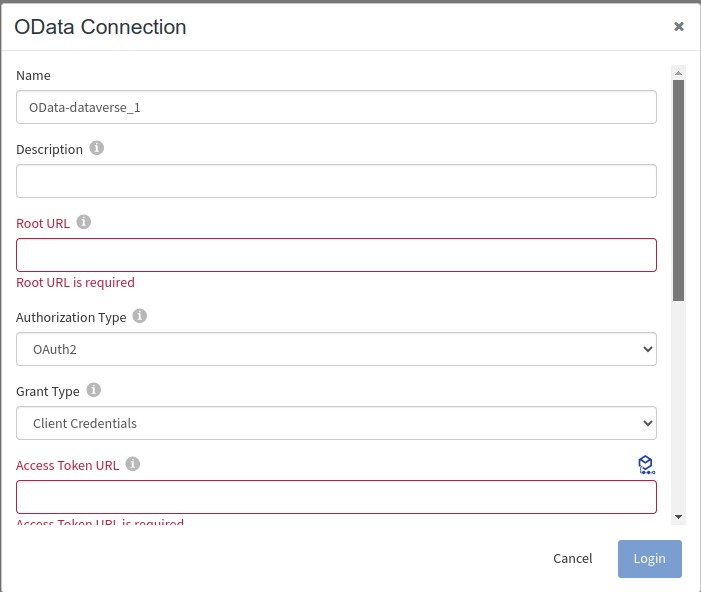 OData Connection
Name
OData-dataverse_1
Description
Root URL
Root URL is required
Authorization Type
OAuth2
Grant Type
Client Credentials
Access Token URL
Access Token URL is required
Cancel
Login